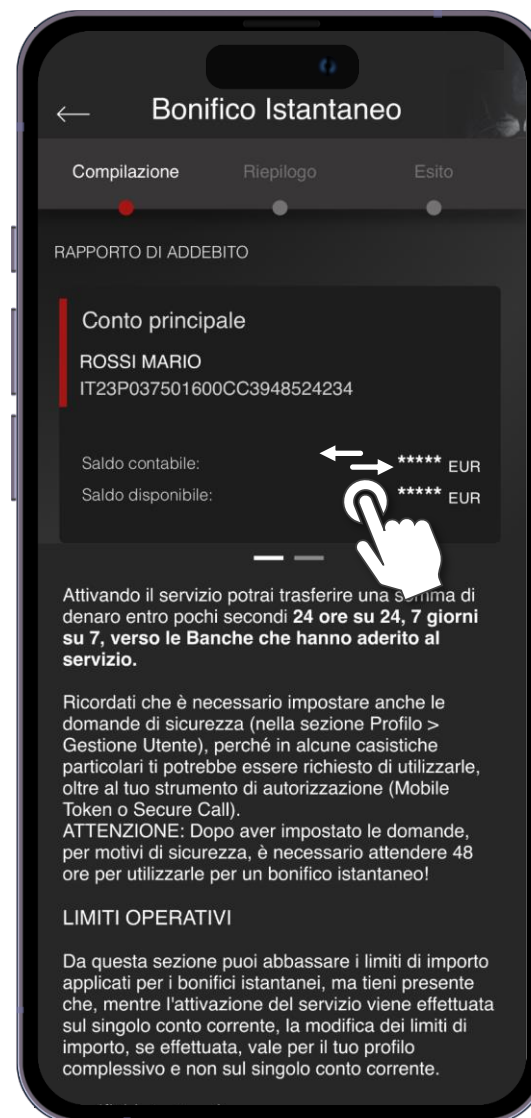 Bonifico Istantaneo
Compilazione Riepilogo Esito
RAPPORTO DI ADDEBITO
Conto principale
ROSSI MARIO
IT23P037501600CC3948524234
Saldo contabile: ***** EUR
Saldo disponibile: ***** EUR
Attivando il servizio potrai trasferire una somma di
denaro entro pochi secondi 24 ore su 24, 7 giorni
su 7, verso le Banche che hanno aderito al
servizio.
Ricordati che è necessario impostare anche le
domande di sicurezza (nella sezione Profilo >
Gestione Utente), perché in alcune casistiche
particolari ti potrebbe essere richiesto di utilizzarle,
oltre al tuo strumento di autorizzazione (Mobile
Token o Secure Call).
ATTENZIONE: Dopo aver impostato le domande,
per motivi di sicurezza, è necessario attendere 48
ore per utilizzarle per un bonifico istantaneo!
LIMITI OPERATIVI
Da questa sezione puoi abbassare i limiti di importo
applicati per i bonifici istantanei, ma tieni presente
che, mentre l'attivazione del servizio viene effettuata
sul singolo conto corrente, la modifica dei limiti di
importo, se effettuata, vale per il tuo profilo
complessivo e non sul singolo conto corrente.